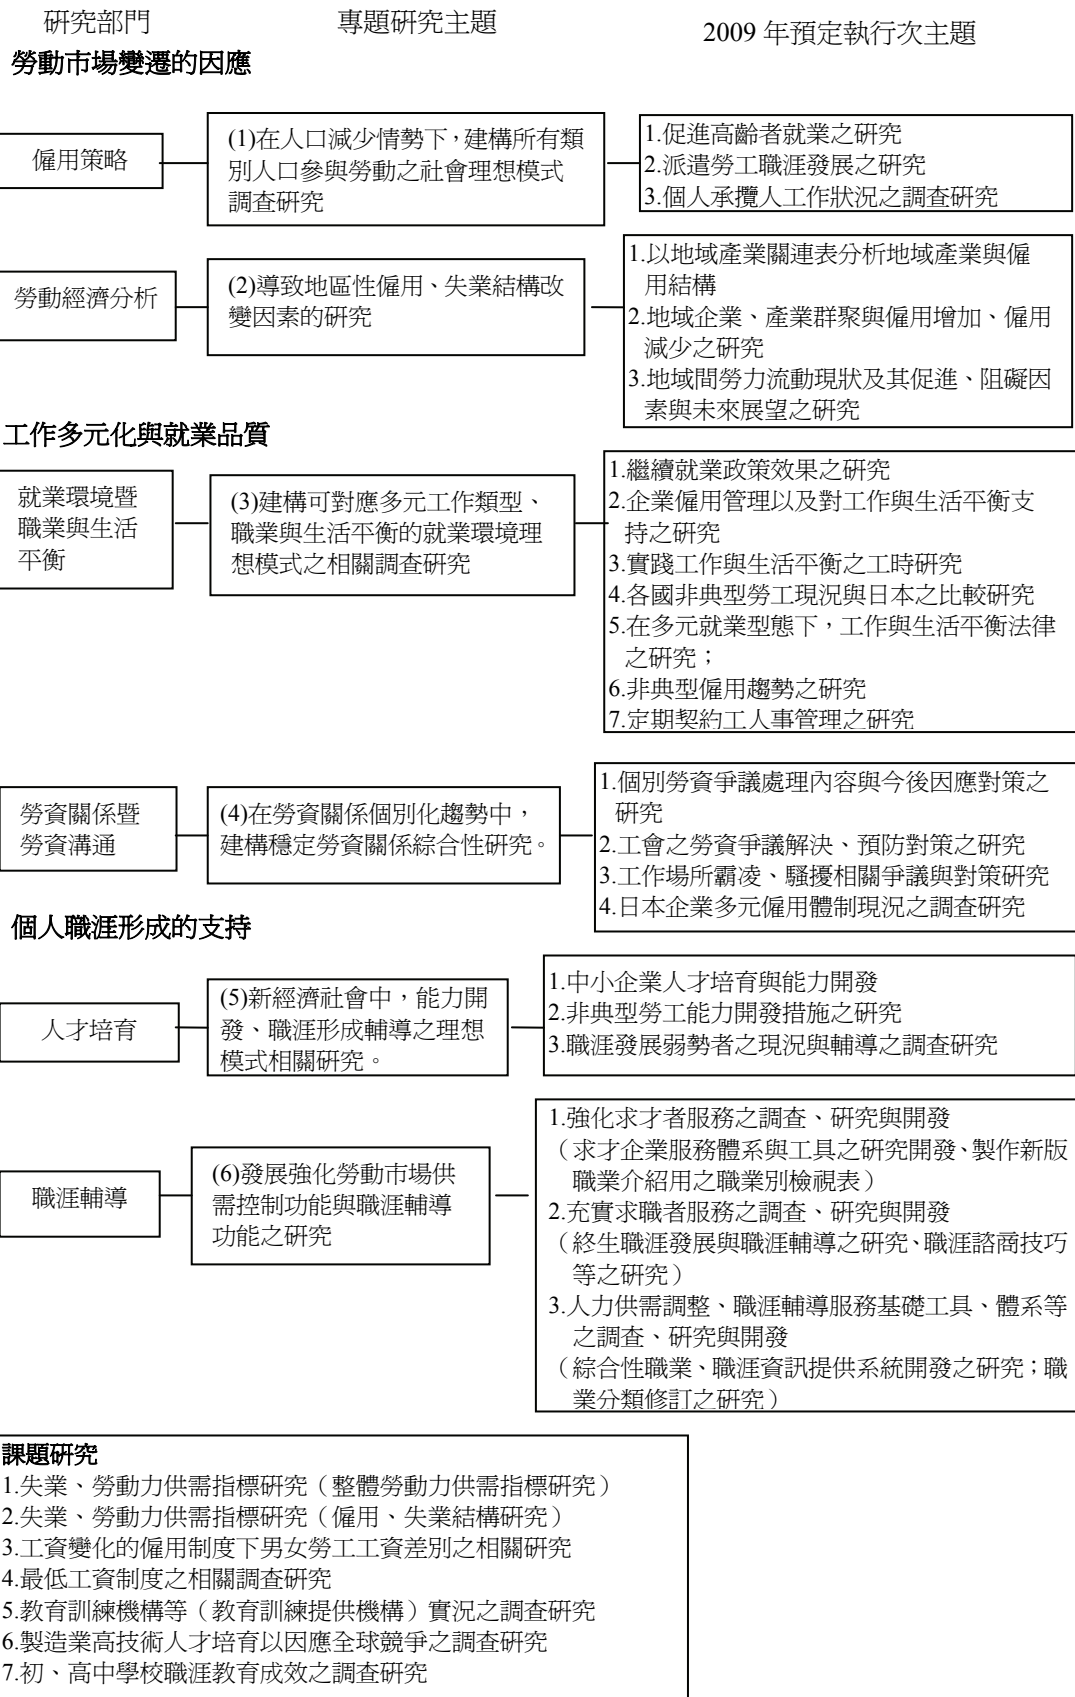 研究部門
專題研究主題
2009 年預定執行次主題
勞動市場變遷的因應
僱用策略
(1)在人口減少情勢下，建構所有類
別人口參與勞動之社會理想模式
調查研究
1.促進高齡者就業之研究
2.派遣勞工職涯發展之研究
3.個人承攬人工作狀況之調查研究
勞動經濟分析
(2)導致地區性僱用、失業結構改
變因素的研究
1.以地域產業關連表分析地域產業與僱
用結構
2.地域企業、產業群聚與僱用增加、僱用
減少之研究
3.地域間勞力流動現狀及其促進、阻礙因
素與未來展望之研究
工作多元化與就業品質
就業環境暨
職業與生活
平衡
(3)建構可對應多元工作類型、
職業與生活平衡的就業環境理
想模式之相關調查研究
1.繼續就業政策效果之研究
2.企業僱用管理以及對工作與生活平衡支
持之研究
3.實踐工作與生活平衡之工時研究
4.各國非典型勞工現況與日本之比較研究
5.在多元就業型態下，工作與生活平衡法律
之研究；
6.非典型僱用趨勢之研究
7.定期契約工人事管理之研究
勞資關係暨
勞資溝通
(4)在勞資關係個別化趨勢中，
建構穩定勞資關係綜合性研究。
1.個別勞資爭議處理內容與今後因應對策之
研究
2.工會之勞資爭議解決、預防對策之研究
3.工作場所霸凌、騷擾相關爭議與對策研究
4.日本企業多元僱用體制現況之調查研究
個人職涯形成的支持
人才培育
(5)新經濟社會中，能力開
發、職涯形成輔導之理想
模式相關研究。
1.中小企業人才培育與能力開發
2.非典型勞工能力開發措施之研究
3.職涯發展弱勢者之現況與輔導之調查研究
職涯輔導
(6)發展強化勞動市場供
需控制功能與職涯輔導
功能之研究
1.強化求才者服務之調查、研究與開發
（求才企業服務體系與工具之研究開發、製作新版
職業介紹用之職業別檢視表）
2.充實求職者服務之調查、研究與開發
（終生職涯發展與職涯輔導之研究、職涯諮商技巧
等之研究）
3.人力供需調整、職涯輔導服務基礎工具、體系等
之調查、研究與開發
（綜合性職業、職涯資訊提供系統開發之研究；職
業分類修訂之研究）
課題研究
1.失業、勞動力供需指標研究（整體勞動力供需指標研究）
2.失業、勞動力供需指標研究（僱用、失業結構研究）
3.工資變化的僱用制度下男女勞工工資差別之相關研究
4.最低工資制度之相關調查研究
5.教育訓練機構等（教育訓練提供機構）實況之調查研究
6.製造業高技術人才培育以因應全球競爭之調查研究
7.初、高中學校職涯教育成效之調查研究